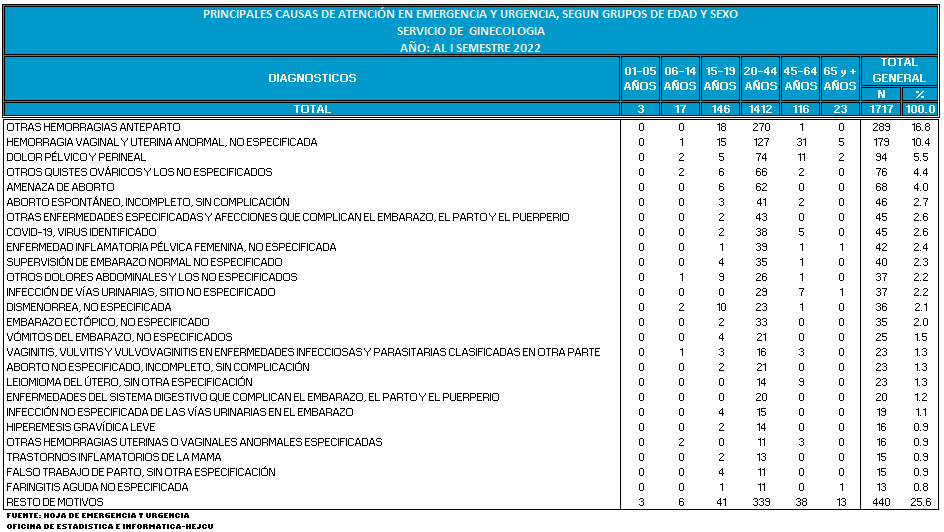 PRINCIPALES CAUSAS DE ATENCIÓN EN EMERGENCIA Y URGENCIA, SEGUN GRUPOS DE EDAD Y SEXO
SERVICIO DE GINECOLOGIA
AÑO: AL I SEMESTRE 2022
DIAGNOSTICOS 01-05 AÑOS 06-14 AÑOS 15-19 AÑOS 20-44 AÑOS 45-64 AÑOS 65 y + AÑOS TOTAL GENERAL
N %
TOTAL 3 17 146 1412 116 23 1717 100.0
OTRAS HEMORRAGIAS ANTEPARTO 0 0 18 270 1 0 289 16.8
HEMORRAGIA VAGINAL Y UTERINA ANORMAL, NO ESPECIFICADA 0 1 15 127 31 5 179 10.4
DOLOR PÉLVICO Y PERINEAL 0 2 5 74 11 2 94 5.5
OTROS QUISTES OVÁRICOS Y LOS NO ESPECIFICADOS 0 2 6 66 2 0 76 4.4
AMENAZA DE ABORTO 0 0 6 62 0 0 68 4.0
ABORTO ESPONTÁNEO, INCOMPLETO, SIN COMPLICACIÓN 0 0 3 41 2 0 46 2.7
OTRAS ENFERMEDADES ESPECIFICADAS Y AFECCIONES QUE COMPLICAN EL EMBARAZO, EL PARTO Y EL PUERPERIO 0 0 2 43 0 0 45 2.6
COVID-19, VIRUS IDENTIFICADO 0 0 2 38 5 0 45 2.6
ENFERMEDAD INFLAMATORIA PÉLVICA FEMENINA, NO ESPECIFICADA 0 0 1 39 1 1 42 2.4
SUPERVISIÓN DE EMBARAZO NORMAL NO ESPECIFICADO 0 0 4 35 1 0 40 2.3
OTROS DOLORES ABDOMINALES Y LOS NO ESPECIFICADOS 0 1 9 26 1 0 37 2.2
INFECCIÓN DE VÍAS URINARIAS, SITIO NO ESPECIFICADO 0 0 0 29 7 1 37 2.2
DISMENORREA, NO ESPECIFICADA 0 2 10 23 1 0 36 2.1
EMBARAZO ECTÓPICO, NO ESPECIFICADO 0 0 2 33 0 0 35 2.0
VÓMITOS DEL EMBARAZO, NO ESPECIFICADOS 0 0 4 21 0 0 25 1.5
VAGINITIS, VULVITIS Y VULVOVAGINITIS EN ENFERMEDADES INFECCIOSAS Y PARASITARIAS CLASIFICADAS EN OTRA PARTE 0 1 3 16 3 0 23 1.3
ABORTO NO ESPECIFICADO, INCOMPLETO, SIN COMPLICACIÓN 0 0 2 21 0 0 23 1.3
LEIOMIOMA DEL ÚTERO, SIN OTRA ESPECIFICACIÓN 0 0 0 14 9 0 23 1.3
ENFERMEDADES DEL SISTEMA DIGESTIVO QUE COMPLICAN EL EMBARAZO, EL PARTO Y EL PUERPERIO 0 0 0 20 0 0 20 1.2
INFECCIÓN NO ESPECIFICADA DE LAS VÍAS URINARIAS EN EL EMBARAZO 0 0 4 15 0 0 19 1.1
HIPEREMESIS GRAVÍDICA LEVE 0 0 2 14 0 0 16 0.9
OTRAS HEMORRAGIAS UTERINAS O VAGINALES ANORMALES ESPECIFICADAS 0 2 0 11 3 0 16 0.9
TRASTORNOS INFLAMATORIOS DE LA MAMA 0 0 2 13 0 0 15 0.9
FALSO TRABAJO DE PARTO, SIN OTRA ESPECIFICACIÓN 0 0 4 11 0 0 15 0.9
FARINGITIS AGUDA NO ESPECIFICADA 0 0 1 11 0 1 13 0.8
RESTO DE MOTIVOS 3 6 41 339 38 13 440 25.6
FUENTE: HOJA DE EMERGENCIA Y URGENCIA
OFICINA DE ESTADISTICA E INFORMATICA-HEJCU